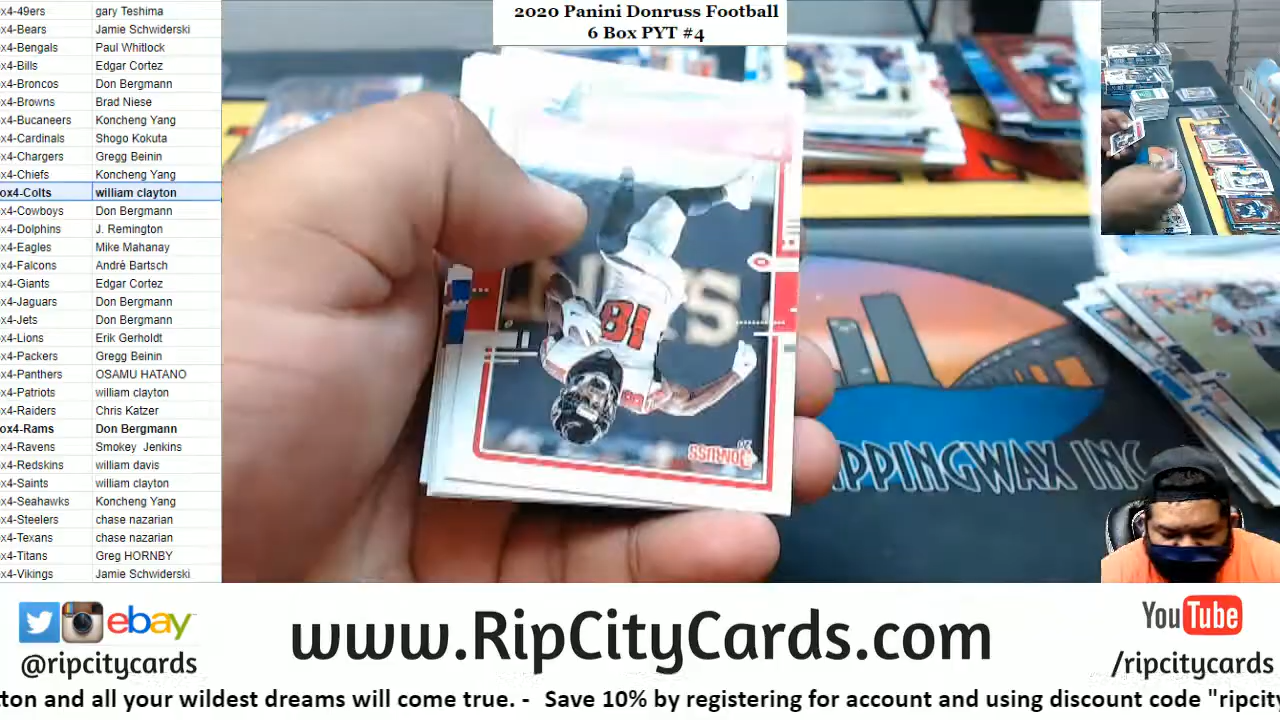 2020 Panini Donruss Football
6 Box PYT #4
x4-49ers gary Teshima
x4-Bears Jamie Schwiderski
x4-Bengals Paul Whitlock
x4-Bills Edgar Cortez
x4-Broncos Don Bergmann
x4-Browns Brad Niese
x4-Bucaneers Koncheng Yang
x4-Cardinals Shogo Kokuta
x4-Chargers Gregg Beinin
x4-Chiefs Koncheng Yang
ox4-Colts william clayton
x4-Cowboys Don Bergmann
x4-Dolphins J. Remington
x4-Eagles Mike Mahanay
x4-Falcons André Bartsch
x4-Giants Edgar Cortez
x4-Jaguars Don Bergmann
x4-Jets Don Bergmann
x4-Lions Erik Gerholdt
x4-Packers Gregg Beinin
x4-Panthers OSAMU HATANO
x4-Patriots william clayton
x4-Raiders Chris Katzer
ox4-Rams Don Bergmann
x4-Ravens Smokey Jenkins
x4-Redskins william davis
x4-Saints william clayton
x4-Seahawks Koncheng Yang
x4-Steelers chase nazarian
x4-Texans chase nazarian
x4-Titans Greg HORNBY
x4-Vikings Jamie Schwiderski
18
DONRUSS
IPPINGWAX INC
ebay
@ripcitycards
www.RipCityCards.com
YouTube
/ripcitycards
tton and all your wildest dreams will come true. - Save 10% by registering for account and using discount code "ripcity